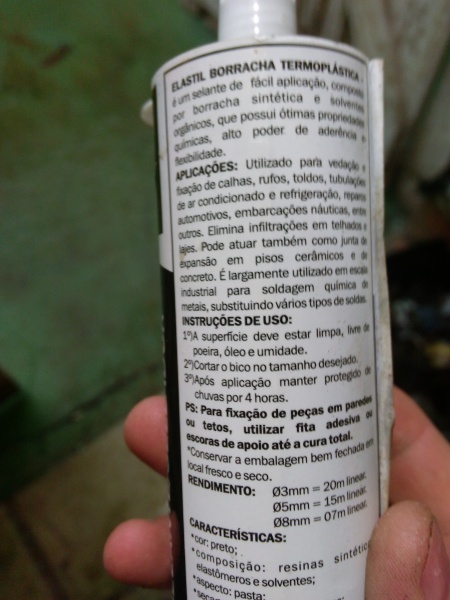 ELASTIL BORRACHA TERMOPLÁSTICA
é um selante de fácil aplicação, composto
por borracha sintética e solventes
orgânicos, que possui ótimas propriedades
químicas, alto poder de aderência e
flexibilidade.
APLICAÇÕES: Utilizado para vedação e
fixação de calhas, rufos, toldos, tubulações
de ar condicionado e refrigeração, reparos
automotivos, embarcações náuticas, entre
outros. Elimina infiltrações em telhados e
lajes. Pode atuar também como junta de
expansão em pisos cerâmicos e de
concreto. É largamente utilizado em escala
industrial para soldagem química de
metais, substituindo vários tipos de soldas.
INSTRUÇÕES DE USO:
1º)A superfície deve estar limpa, livre de
poeira, óleo e umidade.
2º)Cortar o bico no tamanho desejado.
3º)Após aplicação manter protegido de
chuvas por 4 horas.
PS: Para fixação de peças em paredes
ou tetos, utilizar fita adesiva ou
escoras de apoio até a cura total.
*Conservar a embalagem bem fechada em
local fresco e seco.
RENDIMENTO: Ø3mm = 20m linear.
Ø5mm = 15m linear.
Ø8mm = 07m linear.
CARACTERÍSTICAS:
*cor: preto;
*composição: resinas sintétic
elastômeros e solventes;
*aspecto: pasta;